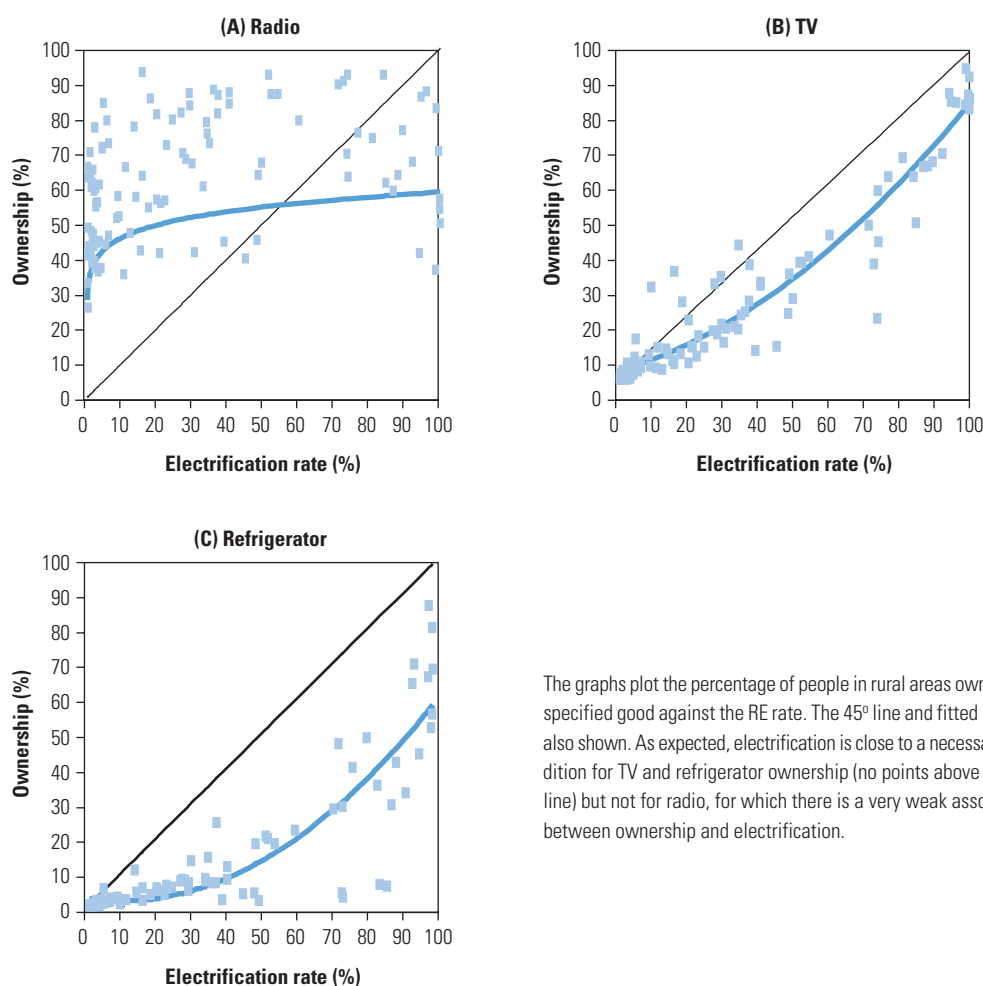 (A) Radio
100
90
80
70
60
50
40
30
20
10
0
Ownership (%)
0 10 20 30 40 50 60 70 80 90 100
Electrification rate (%)
(B) TV
100
90
80
70
60
50
40
30
20
10
0
Ownership (%)
0 10 20 30 40 50 60 70 80 90 100
Electrification rate (%)
(C) Refrigerator
100
90
80
70
60
50
40
30
20
10
0
Ownership (%)
0 10 20 30 40 50 60 70 80 90 100
Electrification rate (%)
The graphs plot the percentage of people in rural areas own
specified good against the RE rate. The 45º line and fitted
also shown. As expected, electrification is close to a necessa
dition for TV and refrigerator ownership (no points above
line) but not for radio, for which there is a very weak asso
between ownership and electrification.